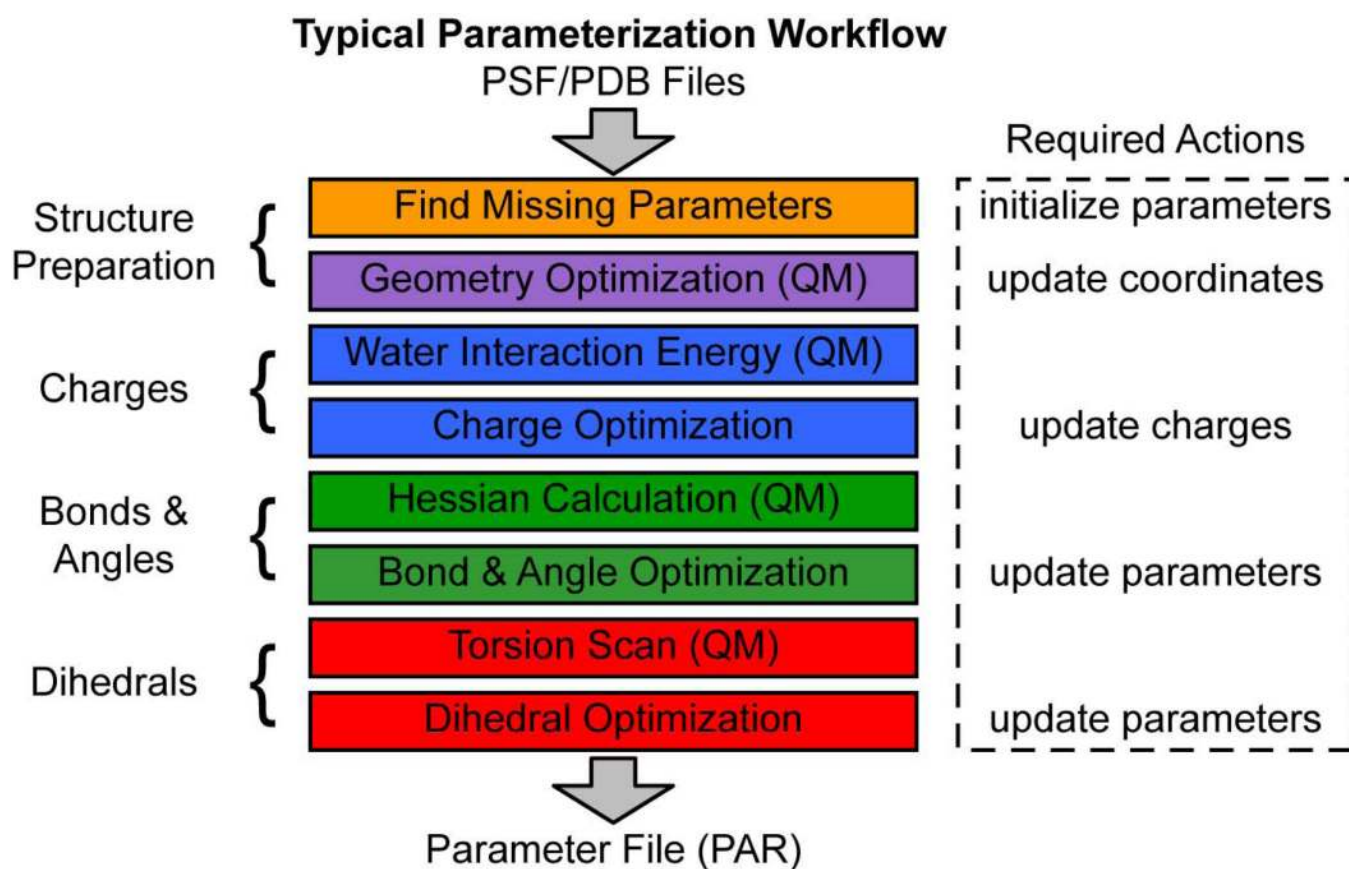 Typical Parameterization Workflow
PSF/PDB Files
Required Actions
Structure
Preparation
Find Missing Parameters
initialize parameters
Geometry Optimization (QM)
update coordinates
Charges
Water Interaction Energy (QM)
Charge Optimization
update charges
Bonds &
Angles
Hessian Calculation (QM)
Bond & Angle Optimization
update parameters
Dihedrals
Torsion Scan (QM)
Dihedral Optimization
update parameters
Parameter File (PAR)